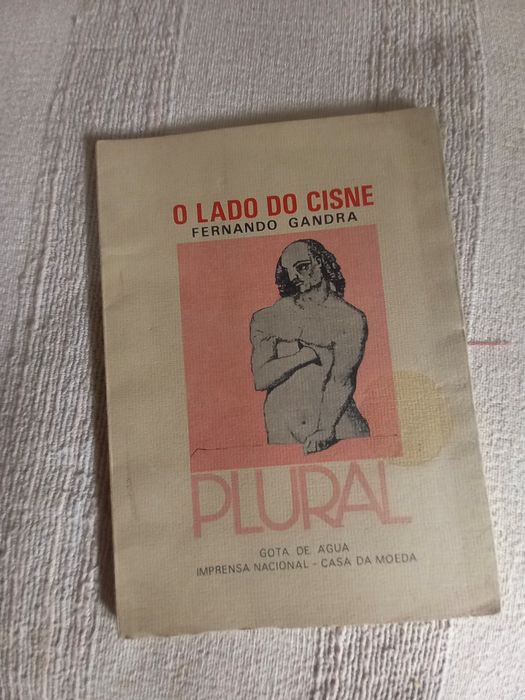 O LADO DO CISNE
FERNANDO GANDRA
PLURAL
GOTA DE ÁGUA
IMPRENSA NACIONAL - CASA DA MOEDA